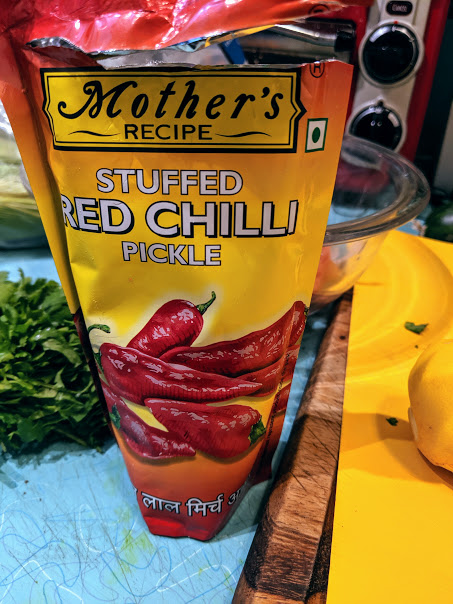 Mother's
RECIPE
®
STUFFED
RED CHILLI
PICKLE
लाल मिर्च